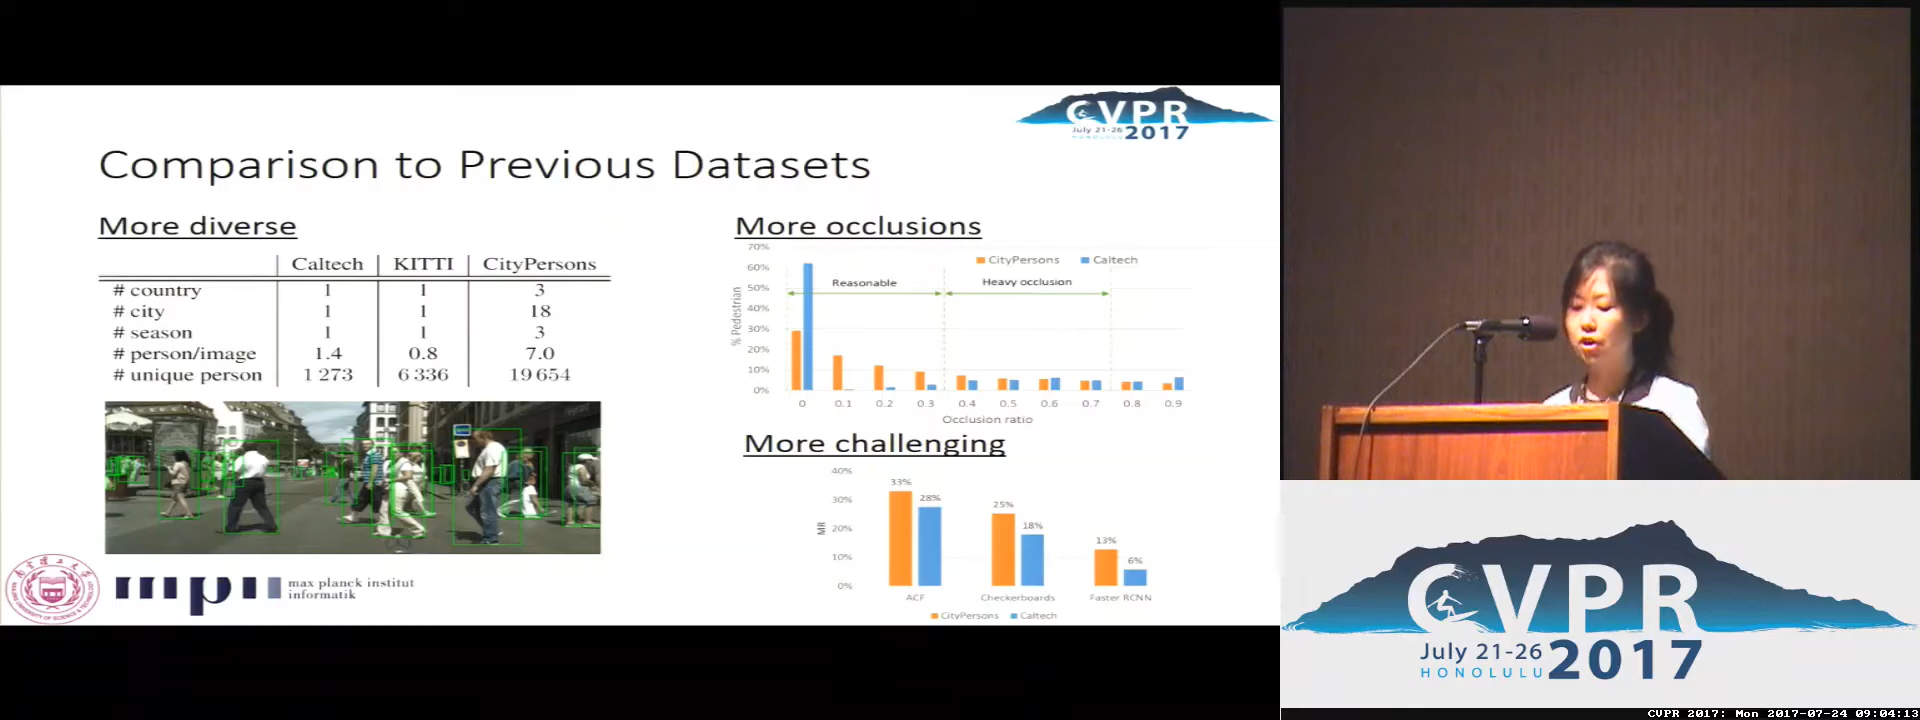 CVPR
July 21-26
HONOLULU
2017
Comparison to Previous Datasets
More diverse
Caltech KITTI CityPersons
# country 1 1 3
# city 1 1 18
# season 1 1 3
# person/image 1.4 0.8 7.0
# unique person 1 273 6 336 19 654
max planck institut
informatik
More occlusions
CityPersons Caltech
Reasonable
Heavy occlusion
% Pedestrian
70%
60%
50%
40%
30%
20%
10%
0%
0 0.1 0.2 0.3 0.4 0.5 0.6 0.7 0.8 0.9
Occlusion ratio
More challenging
MR
40%
30%
20%
10%
0%
33% 28% 25% 18% 13% 6%
ACF Checkerboards Faster RCNN
CityPersons Caltech
CVPR
July 21-26
HONOLULU
2017
CVPR 2017: Mon 2017-07-24 09:04:13